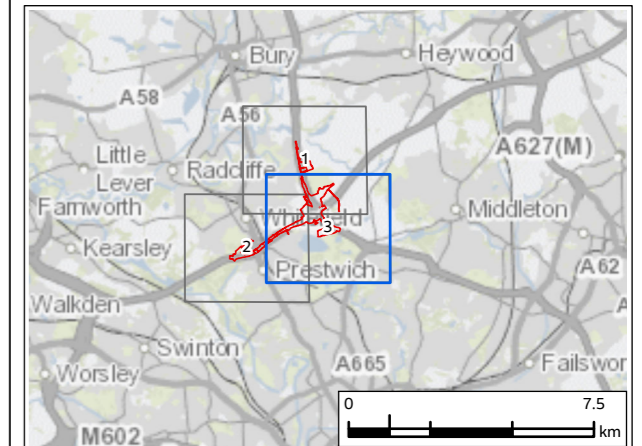 Bury
Heywood
A58
A56
A627(M)
Little
Lever
Radcliffe
1
Farnworth
Whitefield
Middleton
3
Kearsley
2
Prestwich
A62
Walkden
Swinton
A665
Failswor
Worsley
0
7.5
km
M602